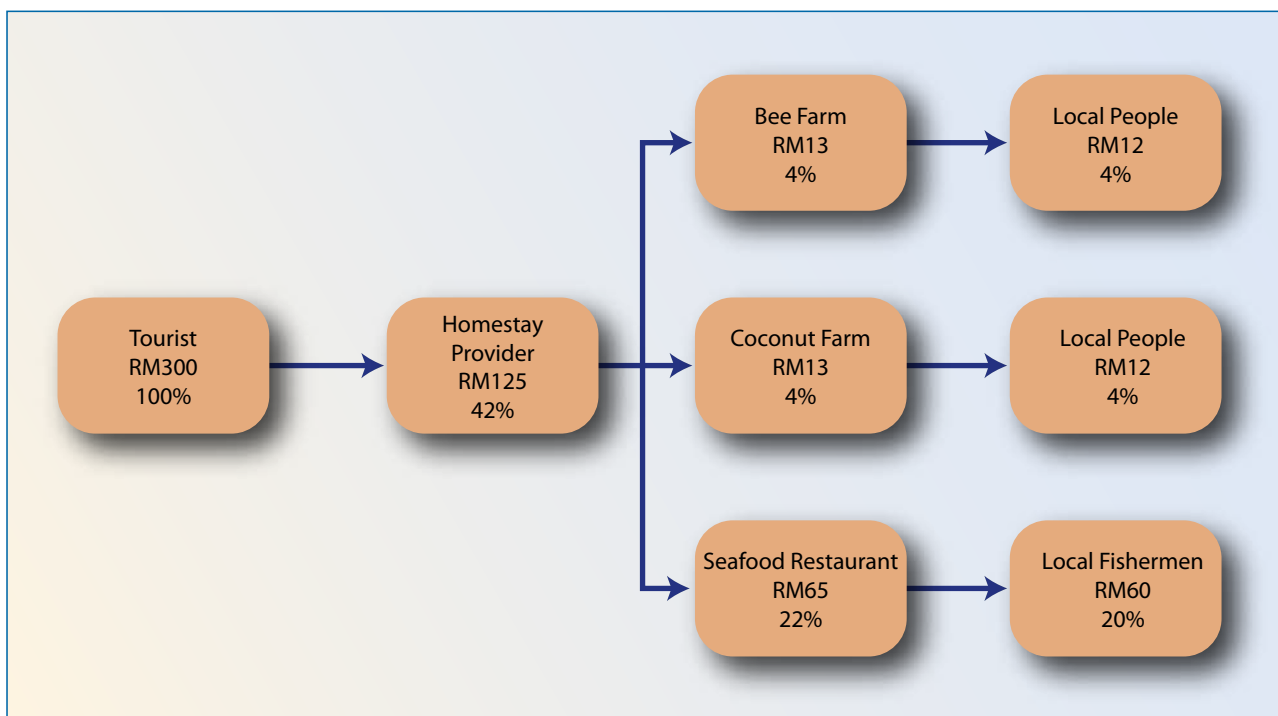 Tourist
RM300
100%
Homestay
Provider
RM125
42%
Bee Farm
RM13
4%
Local People
RM12
4%
Coconut Farm
RM13
4%
Local People
RM12
4%
Seafood Restaurant
RM65
22%
Local Fishermen
RM60
20%